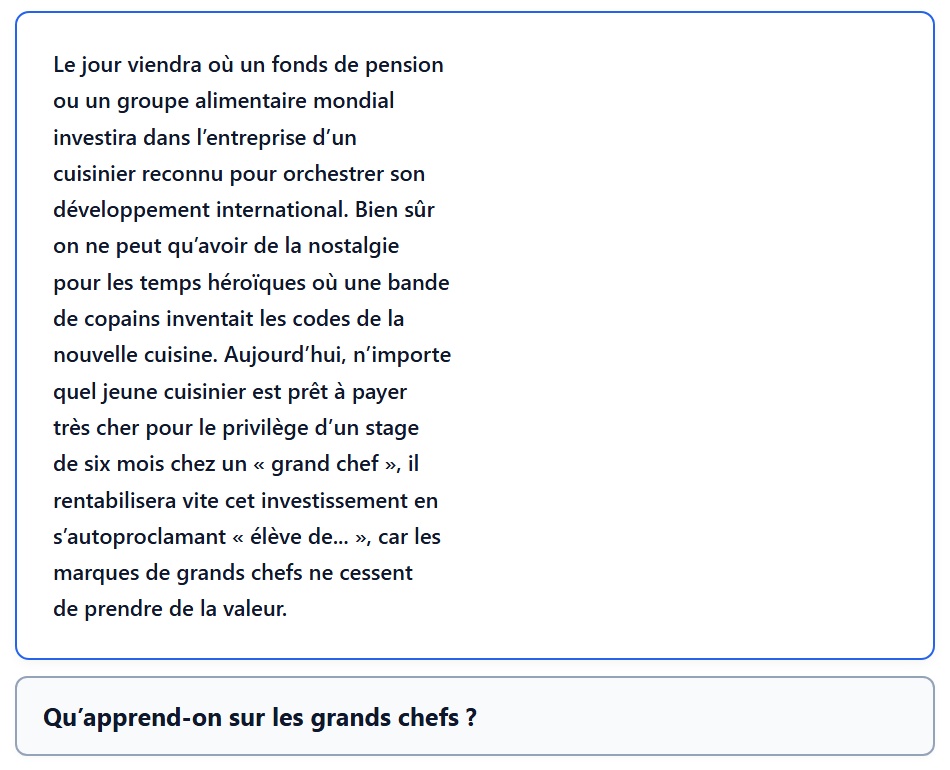 Le jour viendra où un fonds de pension
ou un groupe alimentaire mondial
investira dans l’entreprise d’un
cuisinier reconnu pour orchestrer son
développement international. Bien sûr
on ne peut qu’avoir de la nostalgie
pour les temps héroïques où une bande
de copains inventait les codes de la
nouvelle cuisine. Aujourd’hui, n’importe
quel jeune cuisinier est prêt à payer
très cher pour le privilège d’un stage
de six mois chez un « grand chef », il
rentabilisera vite cet investissement en
s’autoproclamant « élève de... », car les
marques de grands chefs ne cessent
de prendre de la valeur.
Qu’apprend-on sur les grands chefs ?